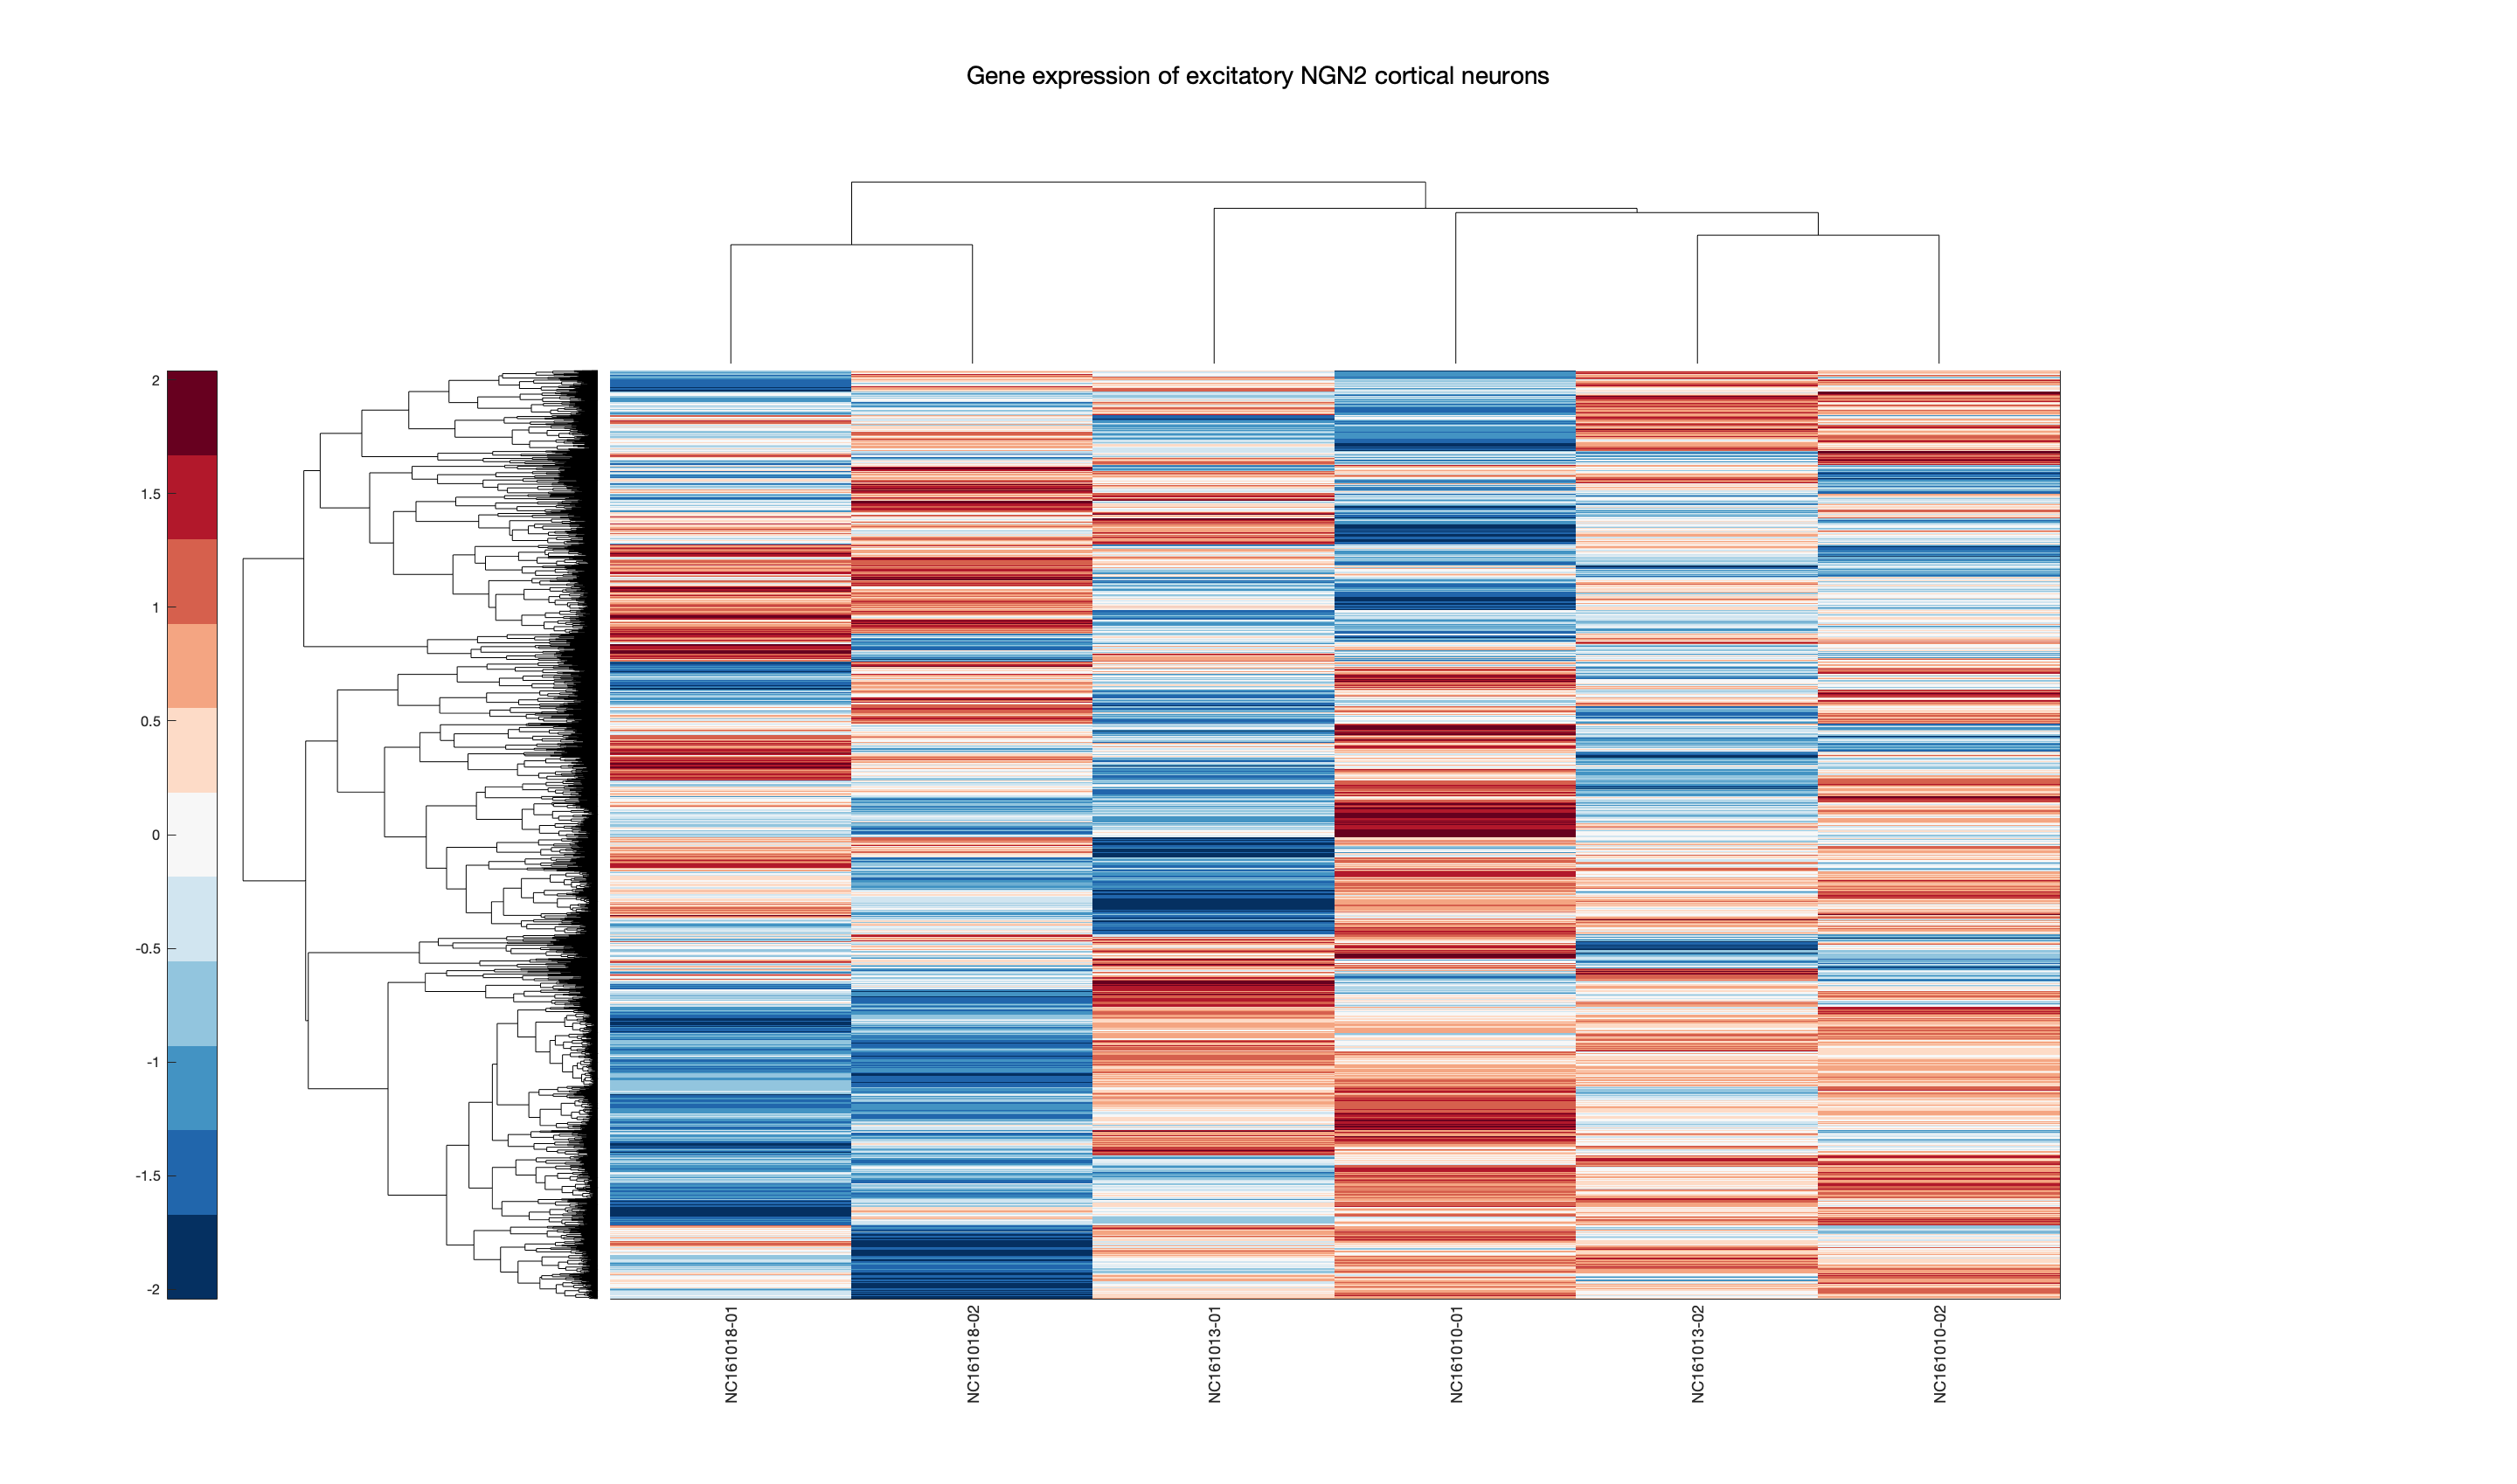 Gene expression of excitatory NGN2 cortical neurons
2
1.5
1
0.5
0
-0.5
-1
-1.5
-2
NC161018-01
NC161018-02
NC161013-01
NC161010-01
NC161013-02
NC161010-02